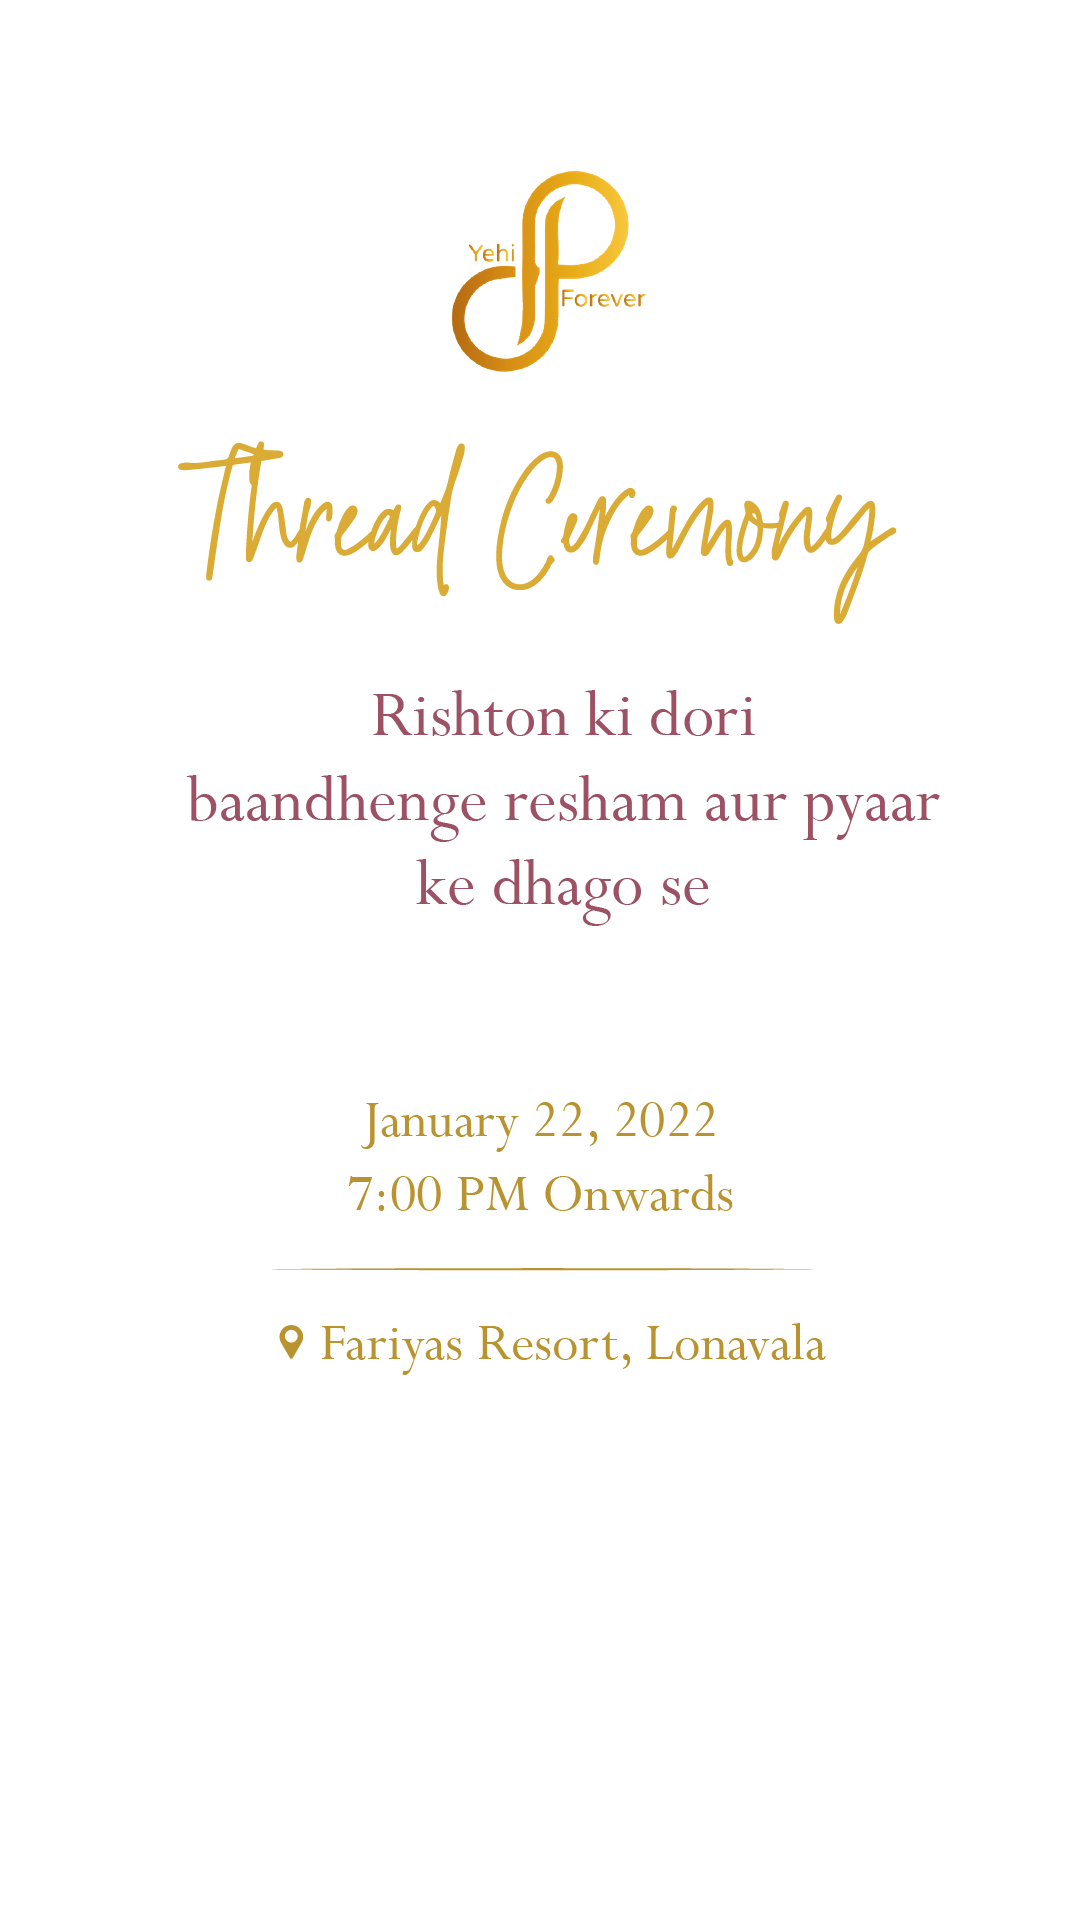 Yehi
Forever
Thread Ceremony
Rishton ki dori
baandhenge resham aur pyaar
ke dhago se
January 22, 2022
7:00 PM Onwards
Fariyas Resort, Lonavala